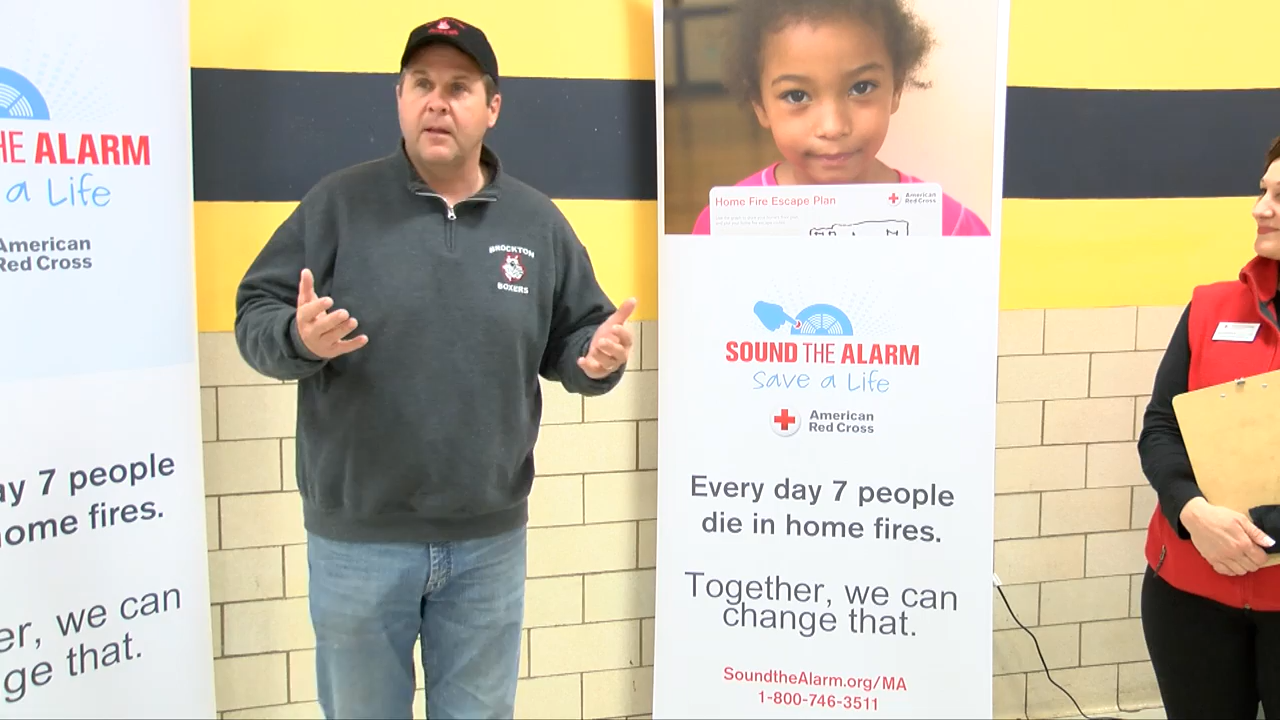 HE ALARM
a Life
American
Red Cross
ay 7 people
home fires.
er, we can
ge that.
BROCKTON
BOXERS
Home Fire Escape Plan
American
Red Cross
SOUND THE ALARM
save a Life
American
Red Cross
Every day 7 people
die in home fires.
Together, we can
change that.
SoundtheAlarm.org/MA
1-800-746-3511